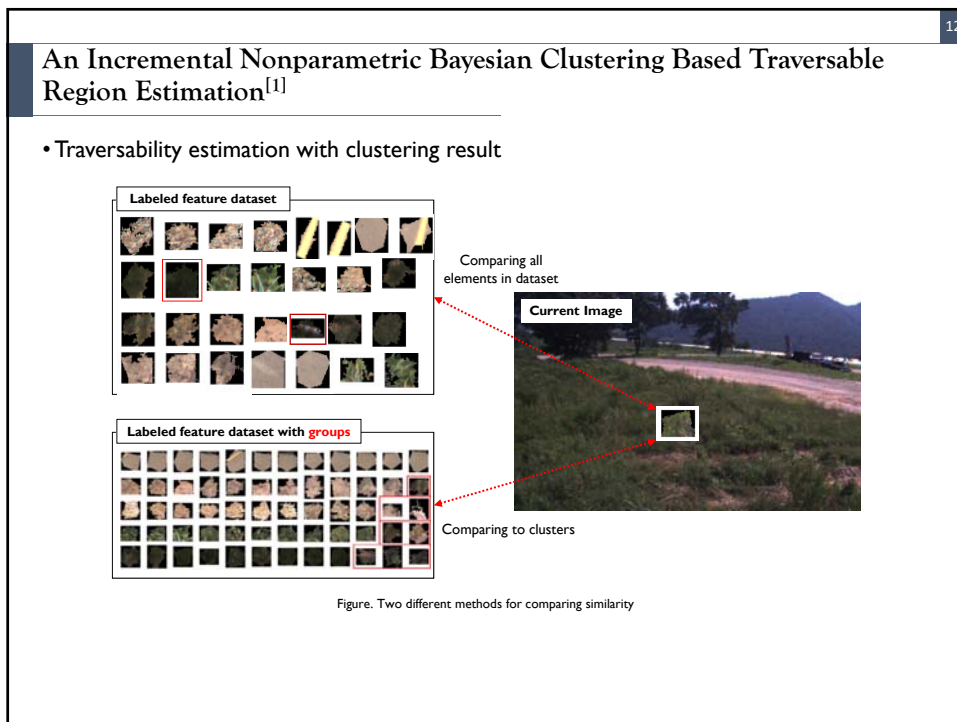 12
An Incremental Nonparametric Bayesian Clustering Based Traversable
Region Estimation[1]
• Traversability estimation with clustering result
Labeled feature dataset
Comparing all
elements in dataset
Current Image
Labeled feature dataset with groups
Comparing to clusters
Figure. Two different methods for comparing similarity